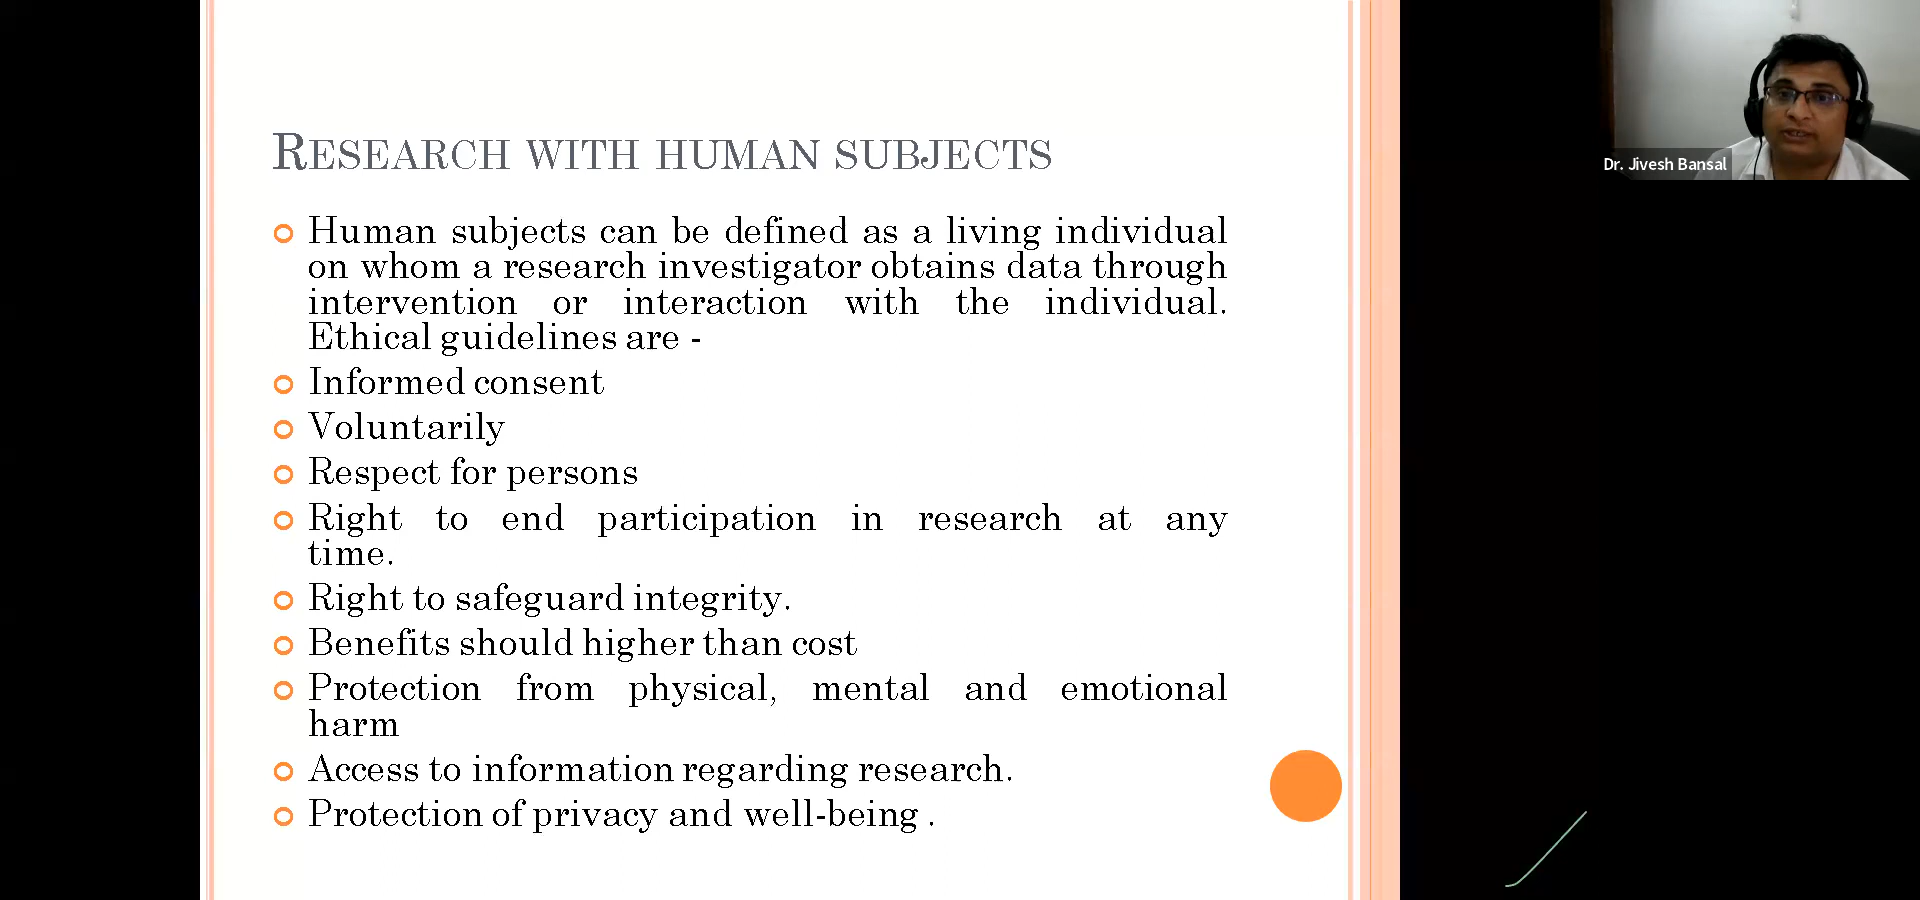 RESEARCH WITH HUMAN SUBJECTS
Human subjects can be defined as a living individual
on whom a research investigator obtains data through
intervention or interaction with the individual.
Ethical guidelines are -
Informed consent
Voluntarily
Respect for persons
Right to end participation in research at any
time.
Right to safeguard integrity.
Benefits should higher than cost
Protection from physical, mental and emotional
harm
Access to information regarding research.
Protection of privacy and well-being .
Dr. Jivesh Bansal